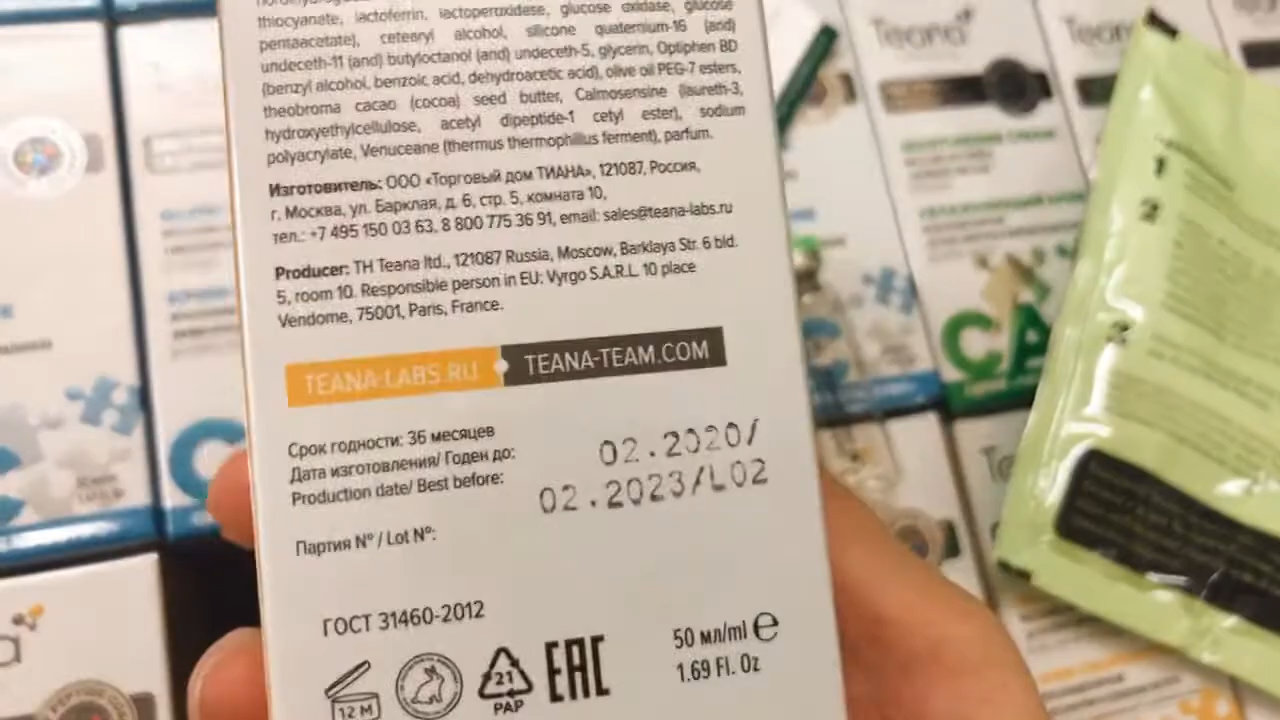 thiocyanate, lactoferrin, lactoperoxidase, glucose oxidase, glucose
pentaacetate), cetearyl alcohol, silicone quaternium-16 (and)
undeceth-11 (and) butyloctanol (and) undeceth-5, glycerin, Optiphen BD
(benzyl alcohol, benzoic acid, dehydroacetic acid), olive oil PEG-7 esters,
theobroma cacao (cocoa) seed butter, Calmosensine (laureth-3,
hydroxyethylcellulose, acetyl dipeptide-1 cetyl ester), sodium
polyacrylate, Venuceane (thermus thermophillus ferment), parfum.
Изготовитель: ООО «Торговый дом ТИАНА», 121087, Россия,
г. Москва, ул. Барклая, д. 6, стр. 5, комната 10,
тел.: +7 495 150 03 63, 8 800 775 36 91, email: sales@teana-labs.ru
Producer: TH Teana ltd., 121087 Russia, Moscow, Barklaya Str. 6 bld.
5, room 10. Responsible person in EU: Vyrgo S.A.R.L. 10 place
Vendome, 75001, Paris, France.
TEANA-LABS.RU TEANA-TEAM.COM
Срок годности: 36 месяцев
Дата изготовления/ Годен до:
Production date/ Best before:
02.2020/
02.2023/L02
Партия № / Lot №:
ГОСТ 31460-2012
12 M
21
PAP
EAC
50 мл/ml e
1.69 Fl. Oz
Teana
1
2
3